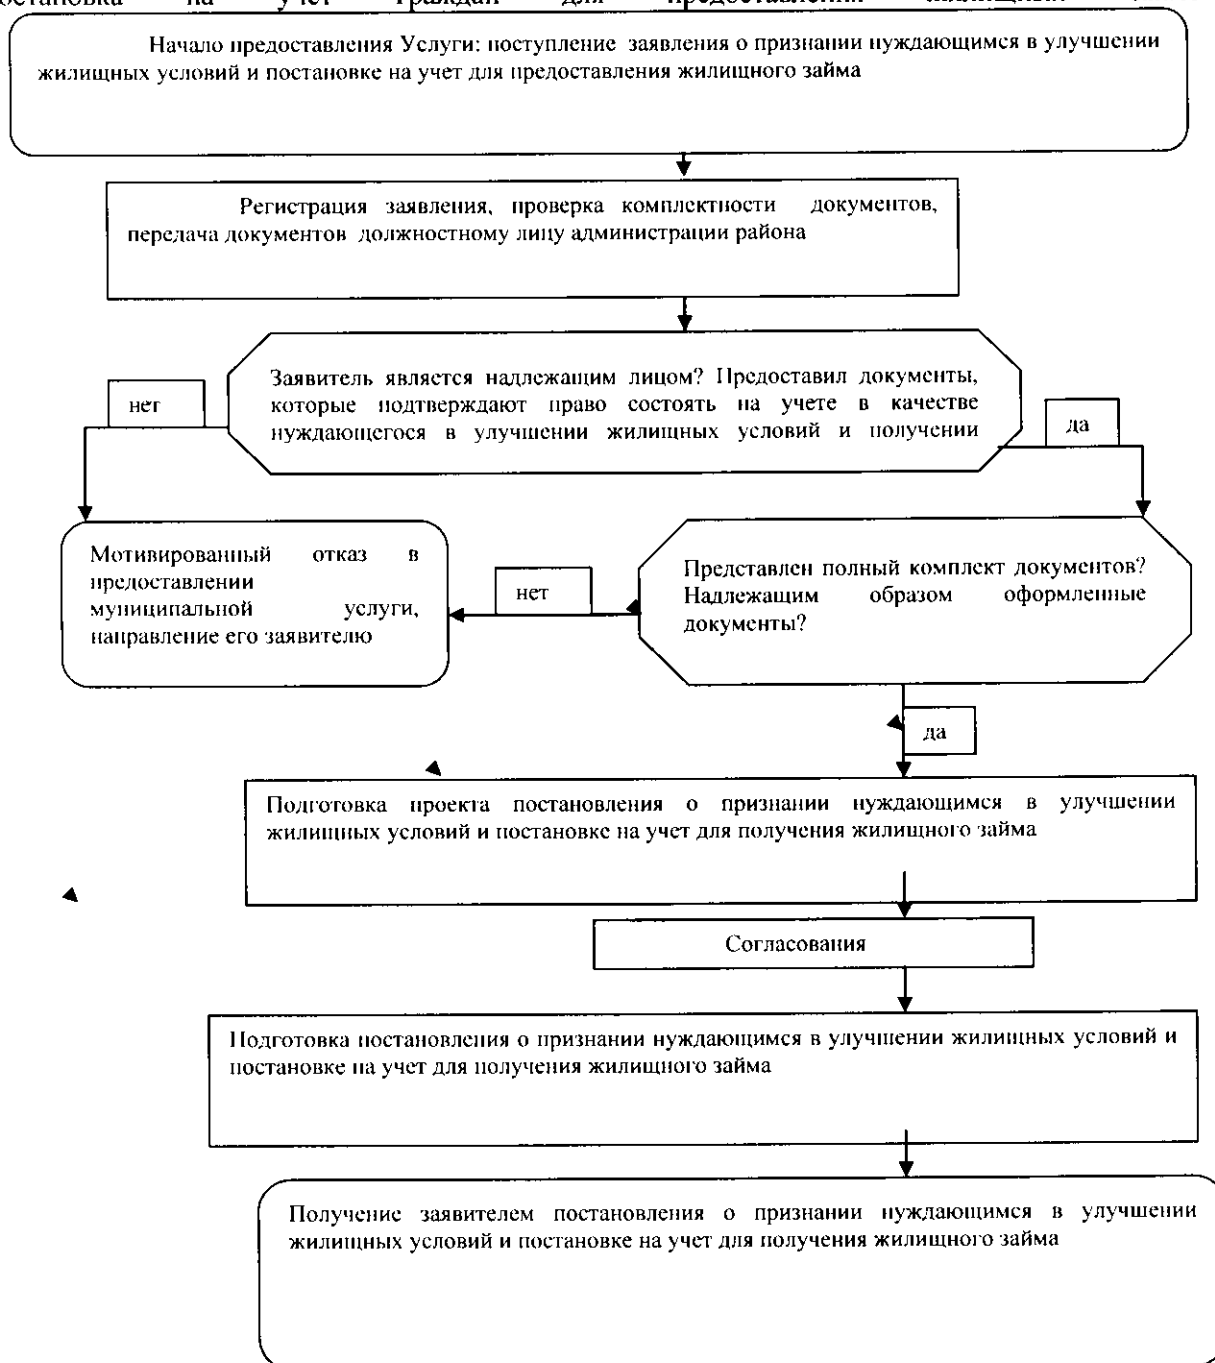 на учет граждан для предоставления
Начало предоставления Услуги: поступление заявления о признании нуждающимся в улучшении
жилищных условий и постановке на учет для предоставления жилищного займа
Регистрация заявления, проверка комплектности документов,
передача документов должностному лицу администрации района
Заявитель является надлежащим лицом? Предоставил документы,
которые подтверждают право состоять на учете в качестве
нуждающегося в улучшении жилищных условий и получении
нет
да
Мотивированный отказ в
предоставлении
муниципальной услуги,
направление его заявителю
нет
Представлен полный комплект документов?
Надлежащим образом оформленные
документы?
да
Подготовка проекта постановления о признании нуждающимся в улучшении
жилищных условий и постановке на учет для получения жилищного займа
Согласования
Подготовка постановления о признании нуждающимся в улучшении жилищных условий и
постановке на учет для получения жилищного займа
Получение заявителем постановления о признании нуждающимся в улучшении
жилищных условий и постановке на учет для получения жилищного займа